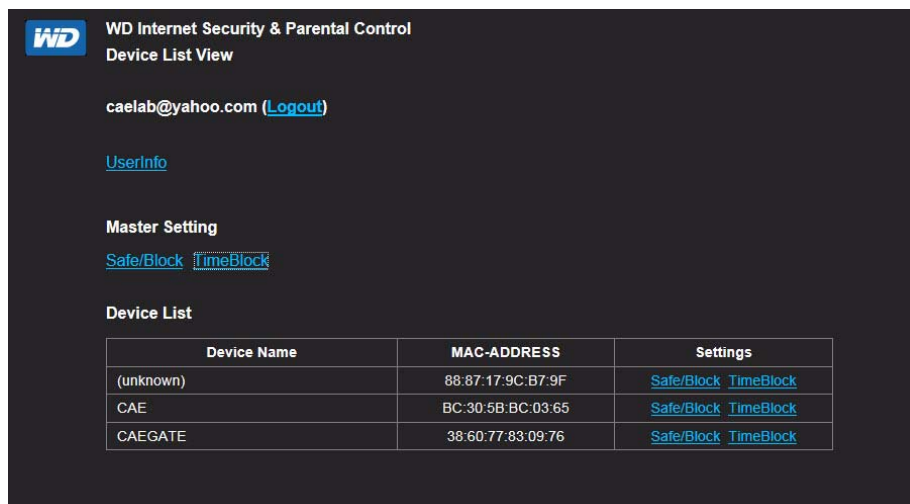 WD
WD Internet Security & Parental Control
Device List View
caelab@yahoo.com (Logout)
UserInfo
Master Setting
Safe/Block TimeBlock
Device List
Device Name MAC-ADDRESS Settings
(unknown) 88:87:17:9C:B7:9F Safe/Block TimeBlock
CAE BC:30:5B:BC:03:65 Safe/Block TimeBlock
CAEGATE 38:60:77:83:09:76 Safe/Block TimeBlock